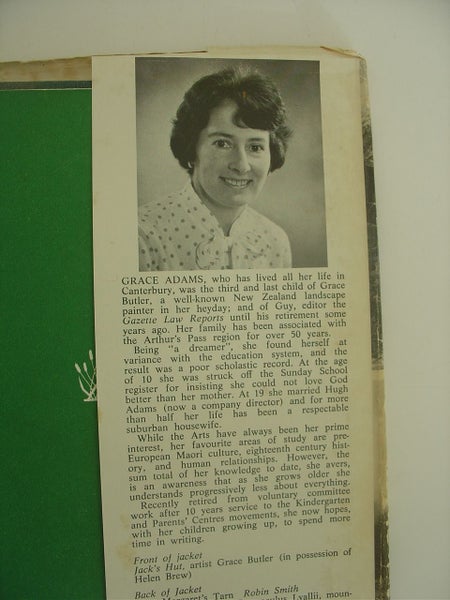 GRACE ADAMS, who has lived all her life in
Canterbury, was the third and last child of Grace
Butler, a well-known New Zealand landscape
painter in her heyday; and of Guy, editor the
Gazette Law Reports until his retirement some
years ago. Her family has been associated with
the Arthur's Pass region for over 50 years.
Being "a dreamer", she found herself at
variance with the education system, and the
result was a poor scholastic record. At the age
of 10 she was struck off the Sunday School
register for insisting she could not love God
better than her mother. At 19 she married Hugh
Adams (now a company director) and for more
than half her life has been a respectable
suburban housewife.
While the Arts have always been her prime
interest, her favourite areas of study are pre-
European Maori culture, eighteenth century hist-
ory, and human relationships. However, the
sum total of her knowledge to date, she avers,
is an awareness that as she grows older she
understands progressively less about everything.
Recently retired from voluntary committee
work after 10 years service to the Kindergarten
and Parents' Centres movements, she now hopes,
with her children growing up, to spend more
time in writing.
Front of jacket
Jack's Hut, artist Grace Butler (in possession of
Helen Brew)
Back of Jacket
Margaret's Tarn Robin Smith
Lyallii, moun-